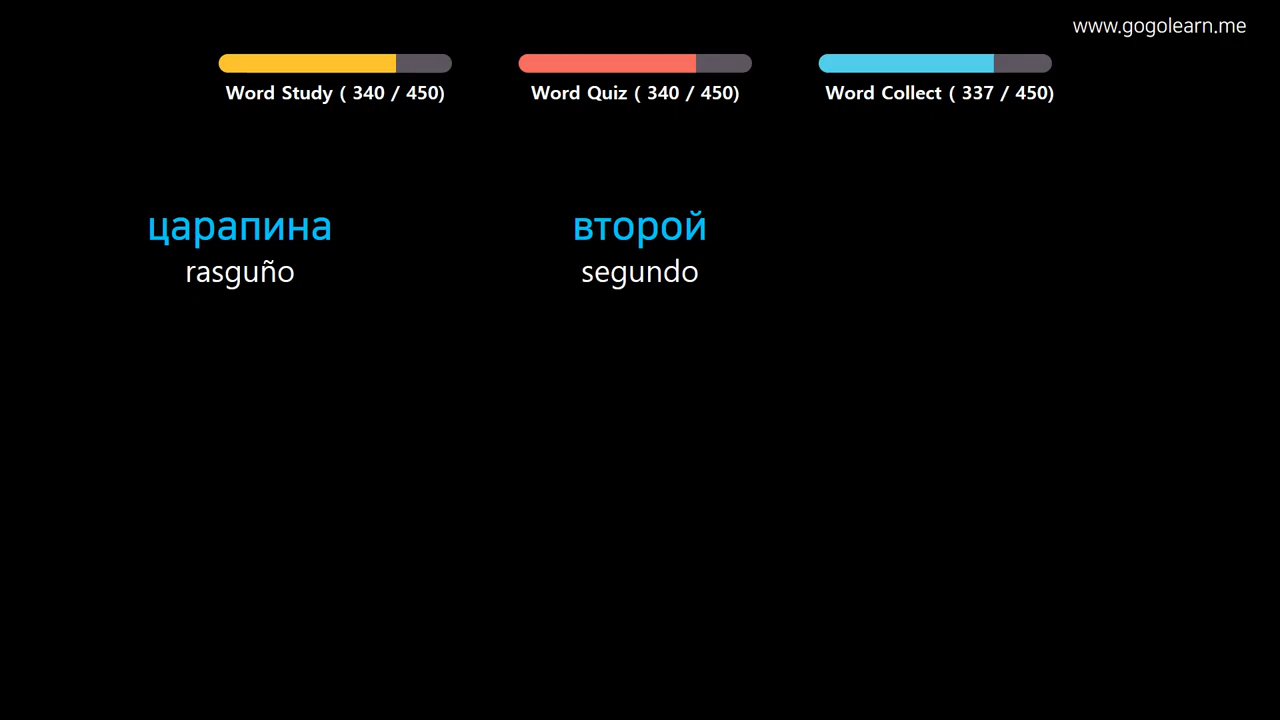 www.gogolearn.me
Word Study ( 340 / 450)
Word Quiz ( 340 / 450)
Word Collect ( 337 / 450)
царапина
rasguño
второй
segundo